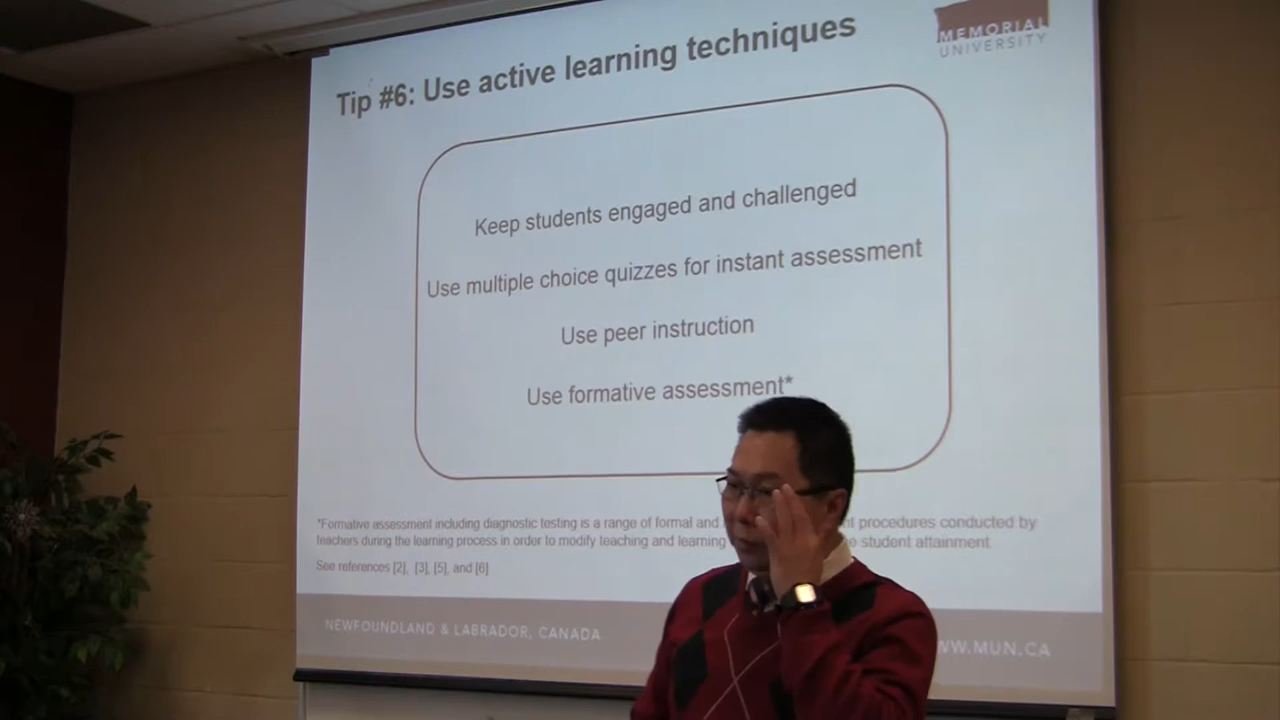 Tip #6: Use active learning techniques
MEMORIAL
UNIVERSITY
Keep students engaged and challenged
Use multiple choice quizzes for instant assessment
Use peer instruction
Use formative assessment*
*Formative assessment including diagnostic testing is a range of formal and procedures conducted by
teachers during the learning process in order to modify teaching and learning student attainment.
See references [2], [3], [5], and [6]
NEWFOUNDLAND & LABRADOR, CANADA
WW.MUN.CA